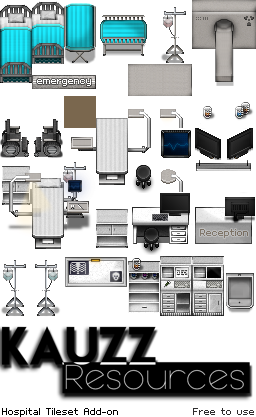 emergency
Reception
KAUZZ
Resources
Hospital Tileset Add-on
Free to use